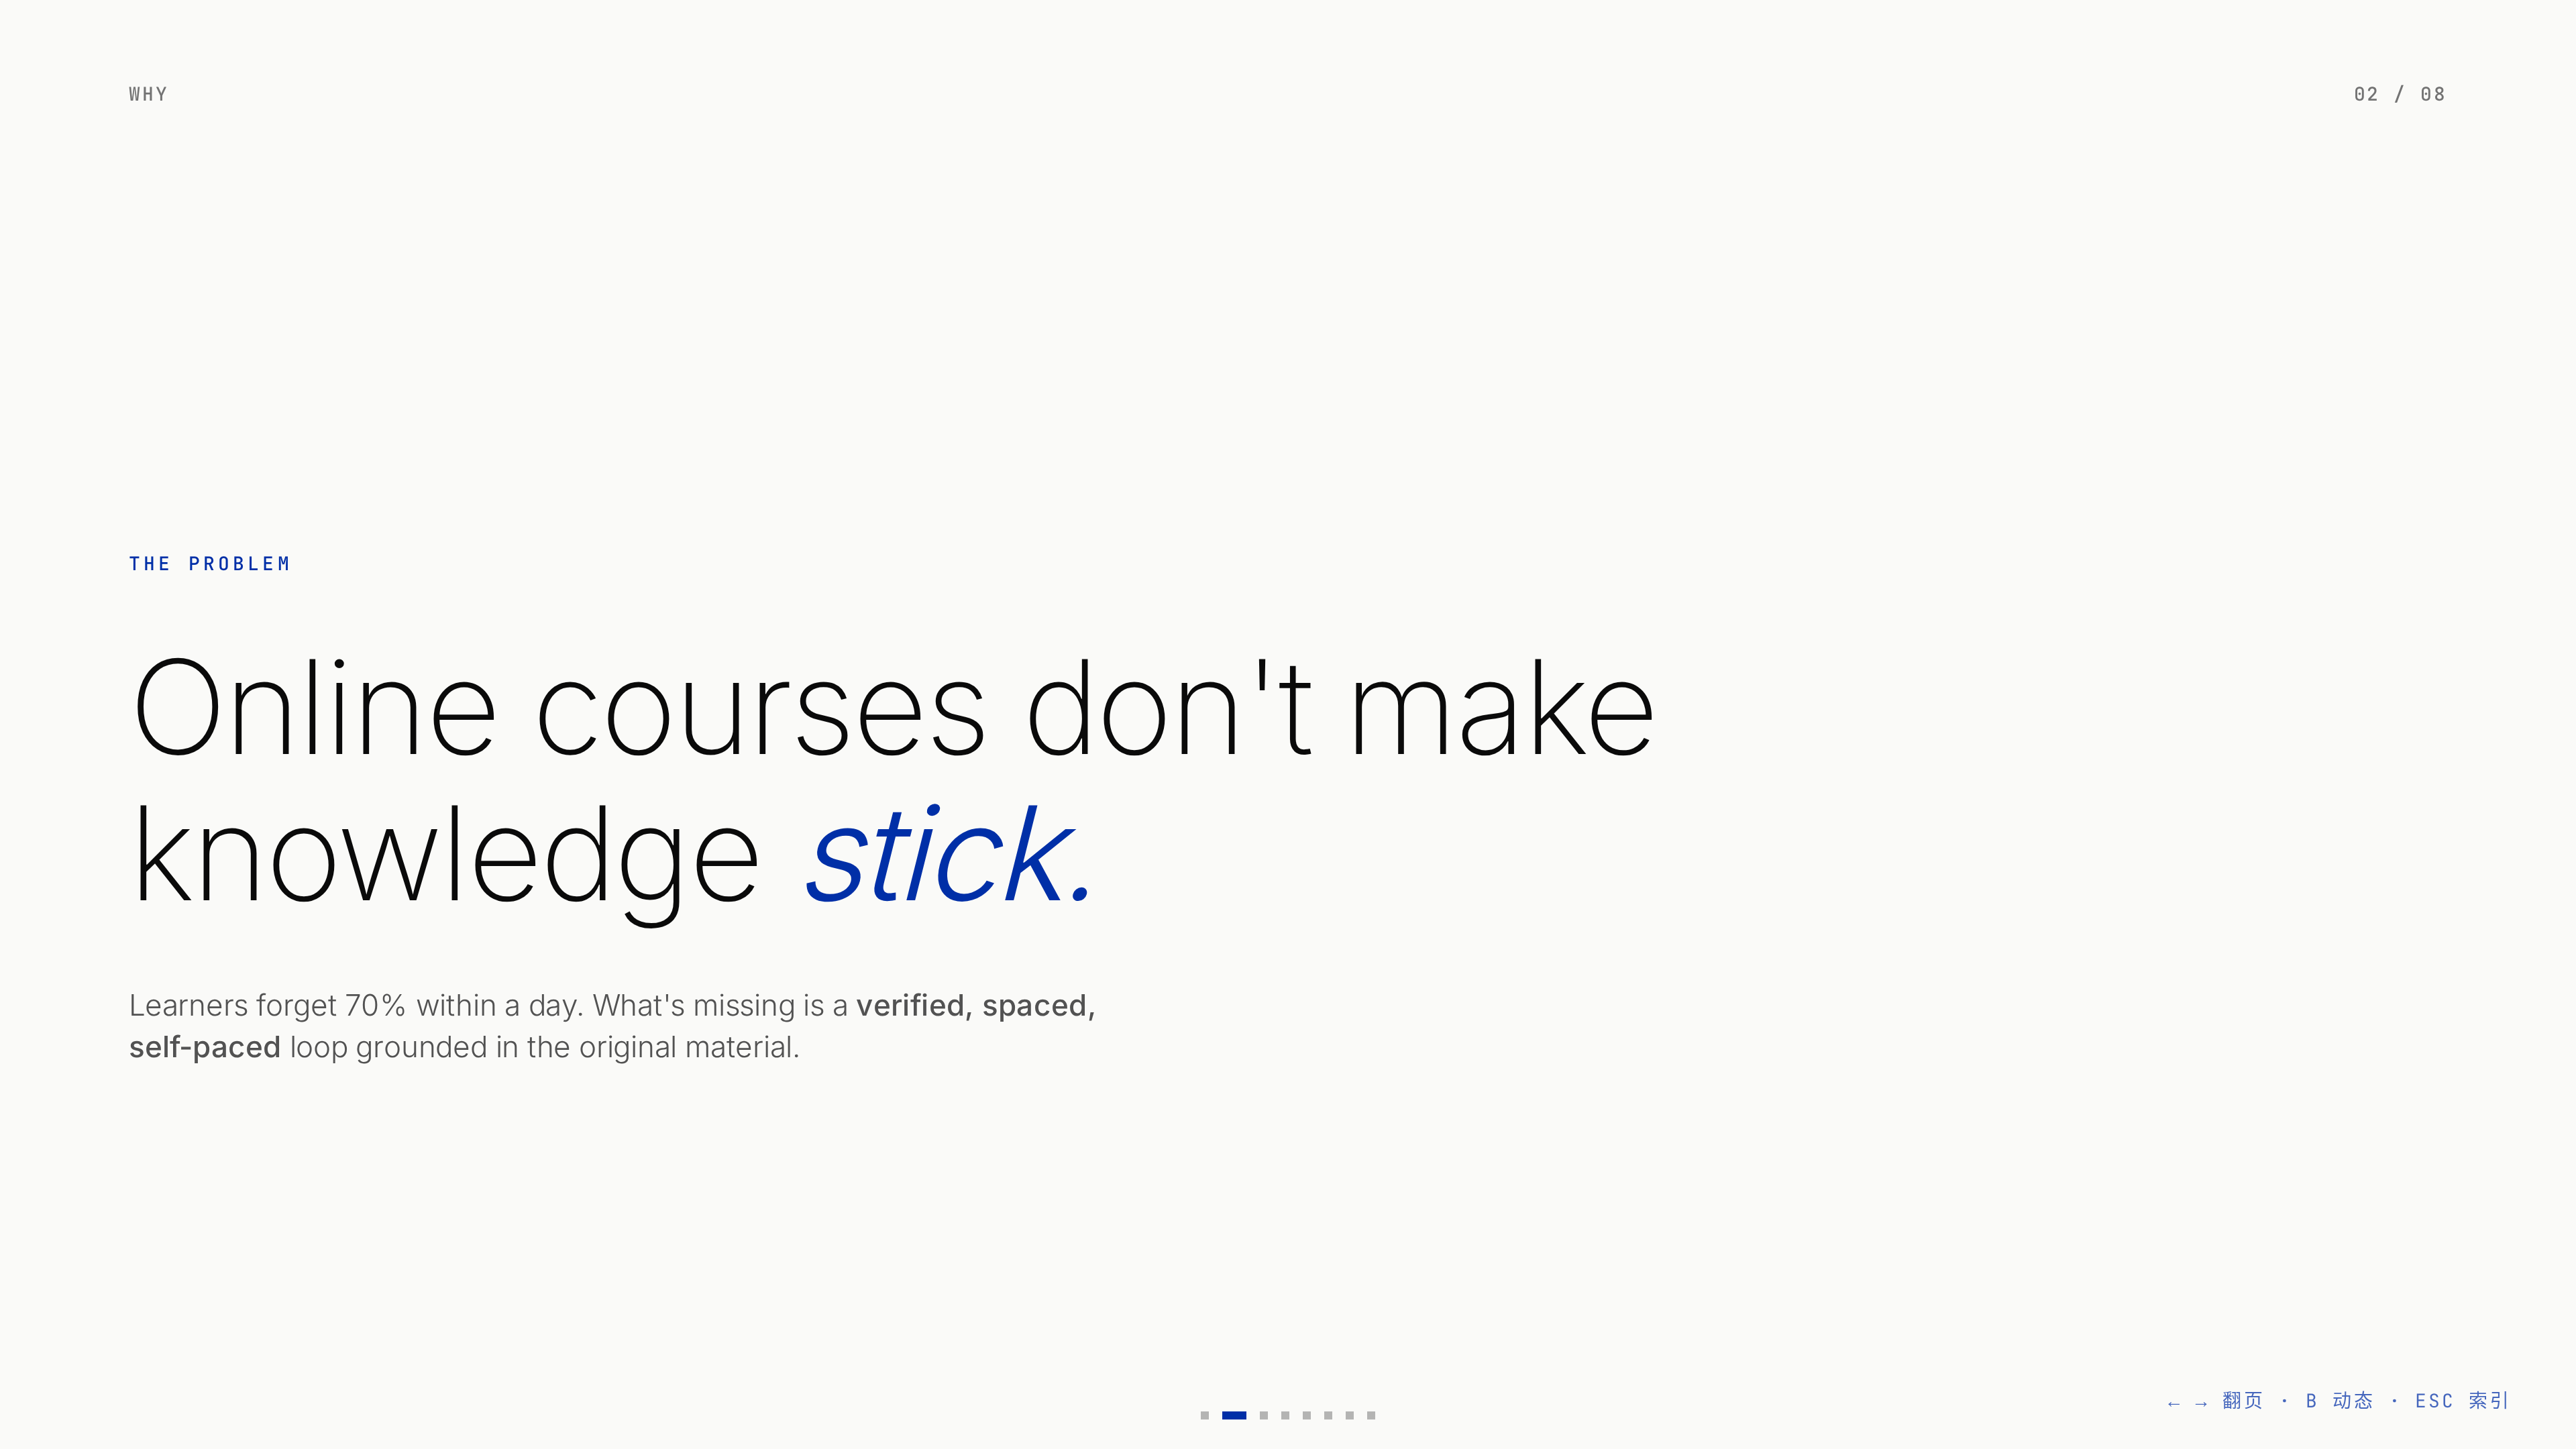 WHY
02 / 08
THE PROBLEM
Online courses don't make
knowledge stick.
Learners forget 70% within a day. What's missing is a verified, spaced,
self-paced loop grounded in the original material.
← → 翻页 · B 动态 · ESC 索引